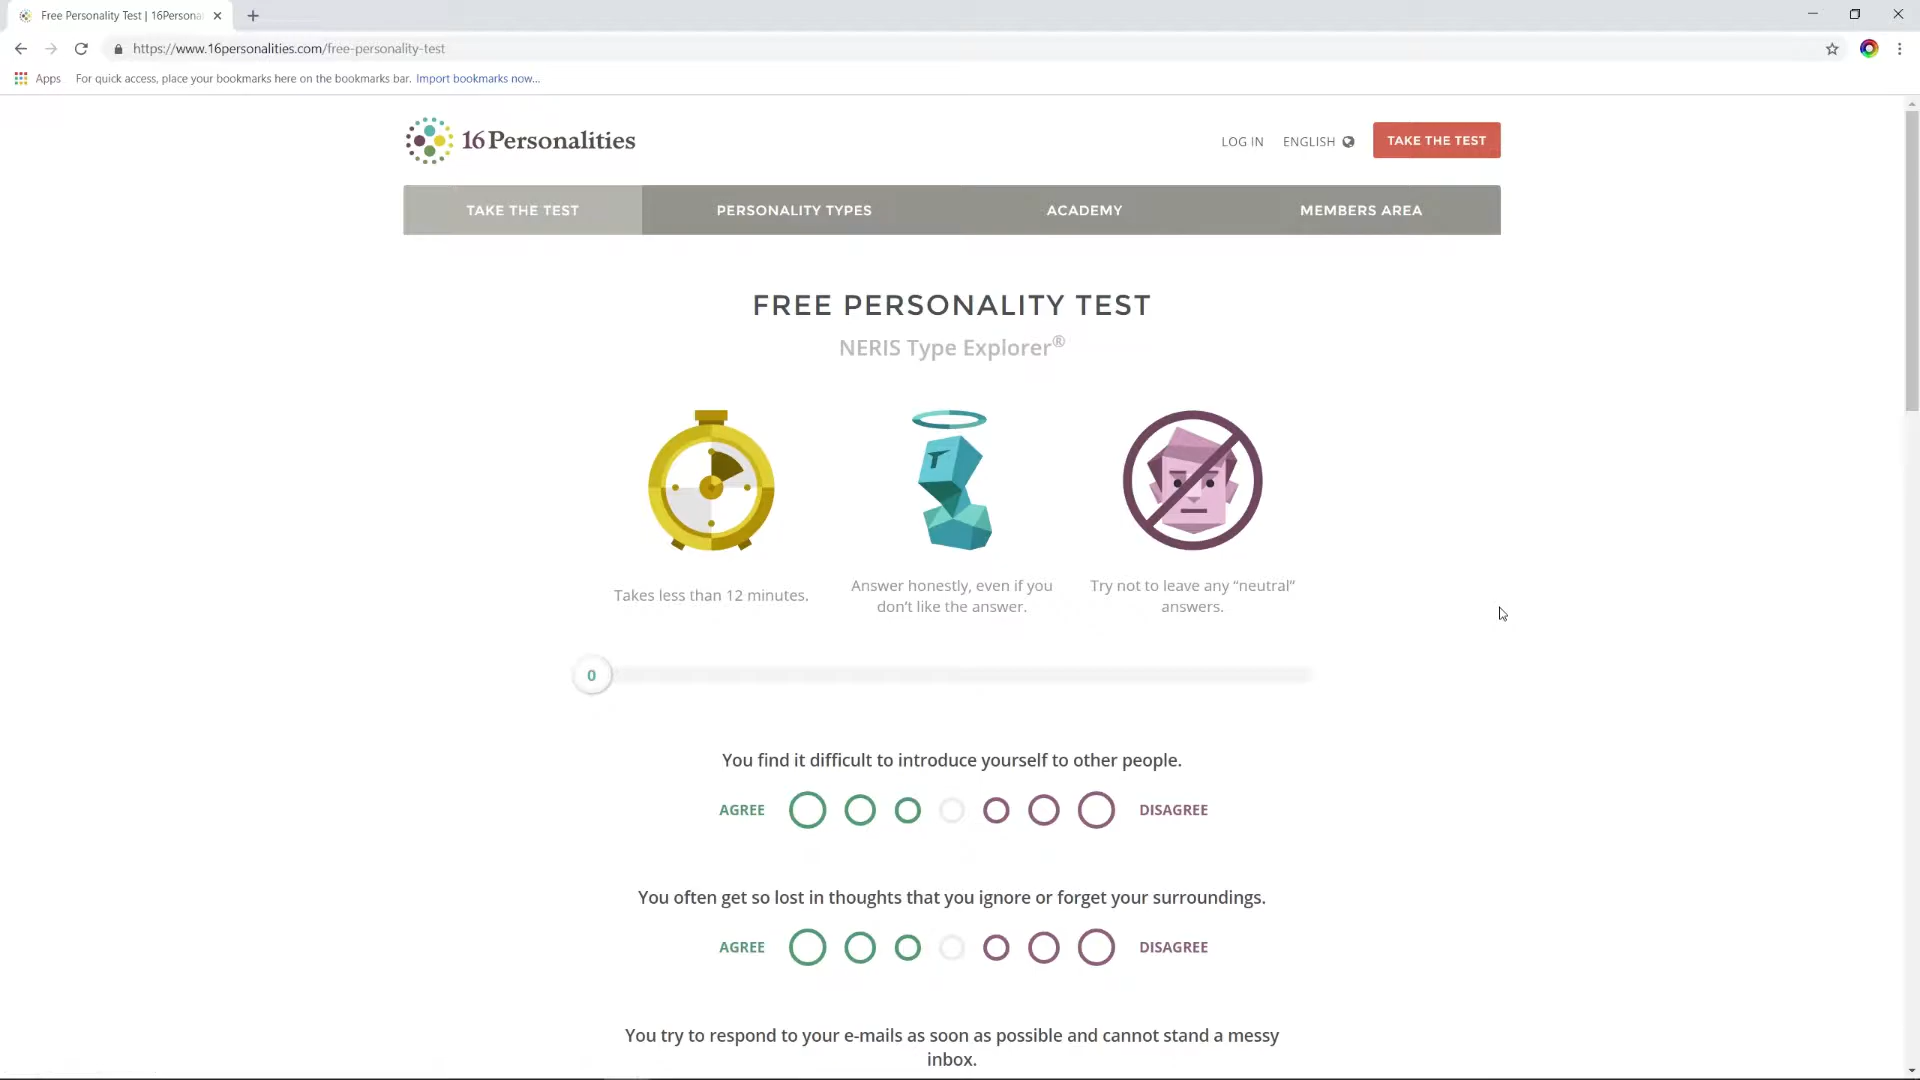 Free Personality Test | 16Persona
https://www.16personalities.com/free-personality-test
Apps For quick access, place your bookmarks here on the bookmarks bar. Import bookmarks now...
16Personalities
LOG IN ENGLISH TAKE THE TEST
TAKE THE TEST PERSONALITY TYPES ACADEMY MEMBERS AREA
FREE PERSONALITY TEST
NERIS Type Explorer®
Takes less than 12 minutes.
Answer honestly, even if you
don’t like the answer.
Try not to leave any “neutral”
answers.
0
You find it difficult to introduce yourself to other people.
AGREE DISAGREE
You often get so lost in thoughts that you ignore or forget your surroundings.
AGREE DISAGREE
You try to respond to your e-mails as soon as possible and cannot stand a messy
inbox.